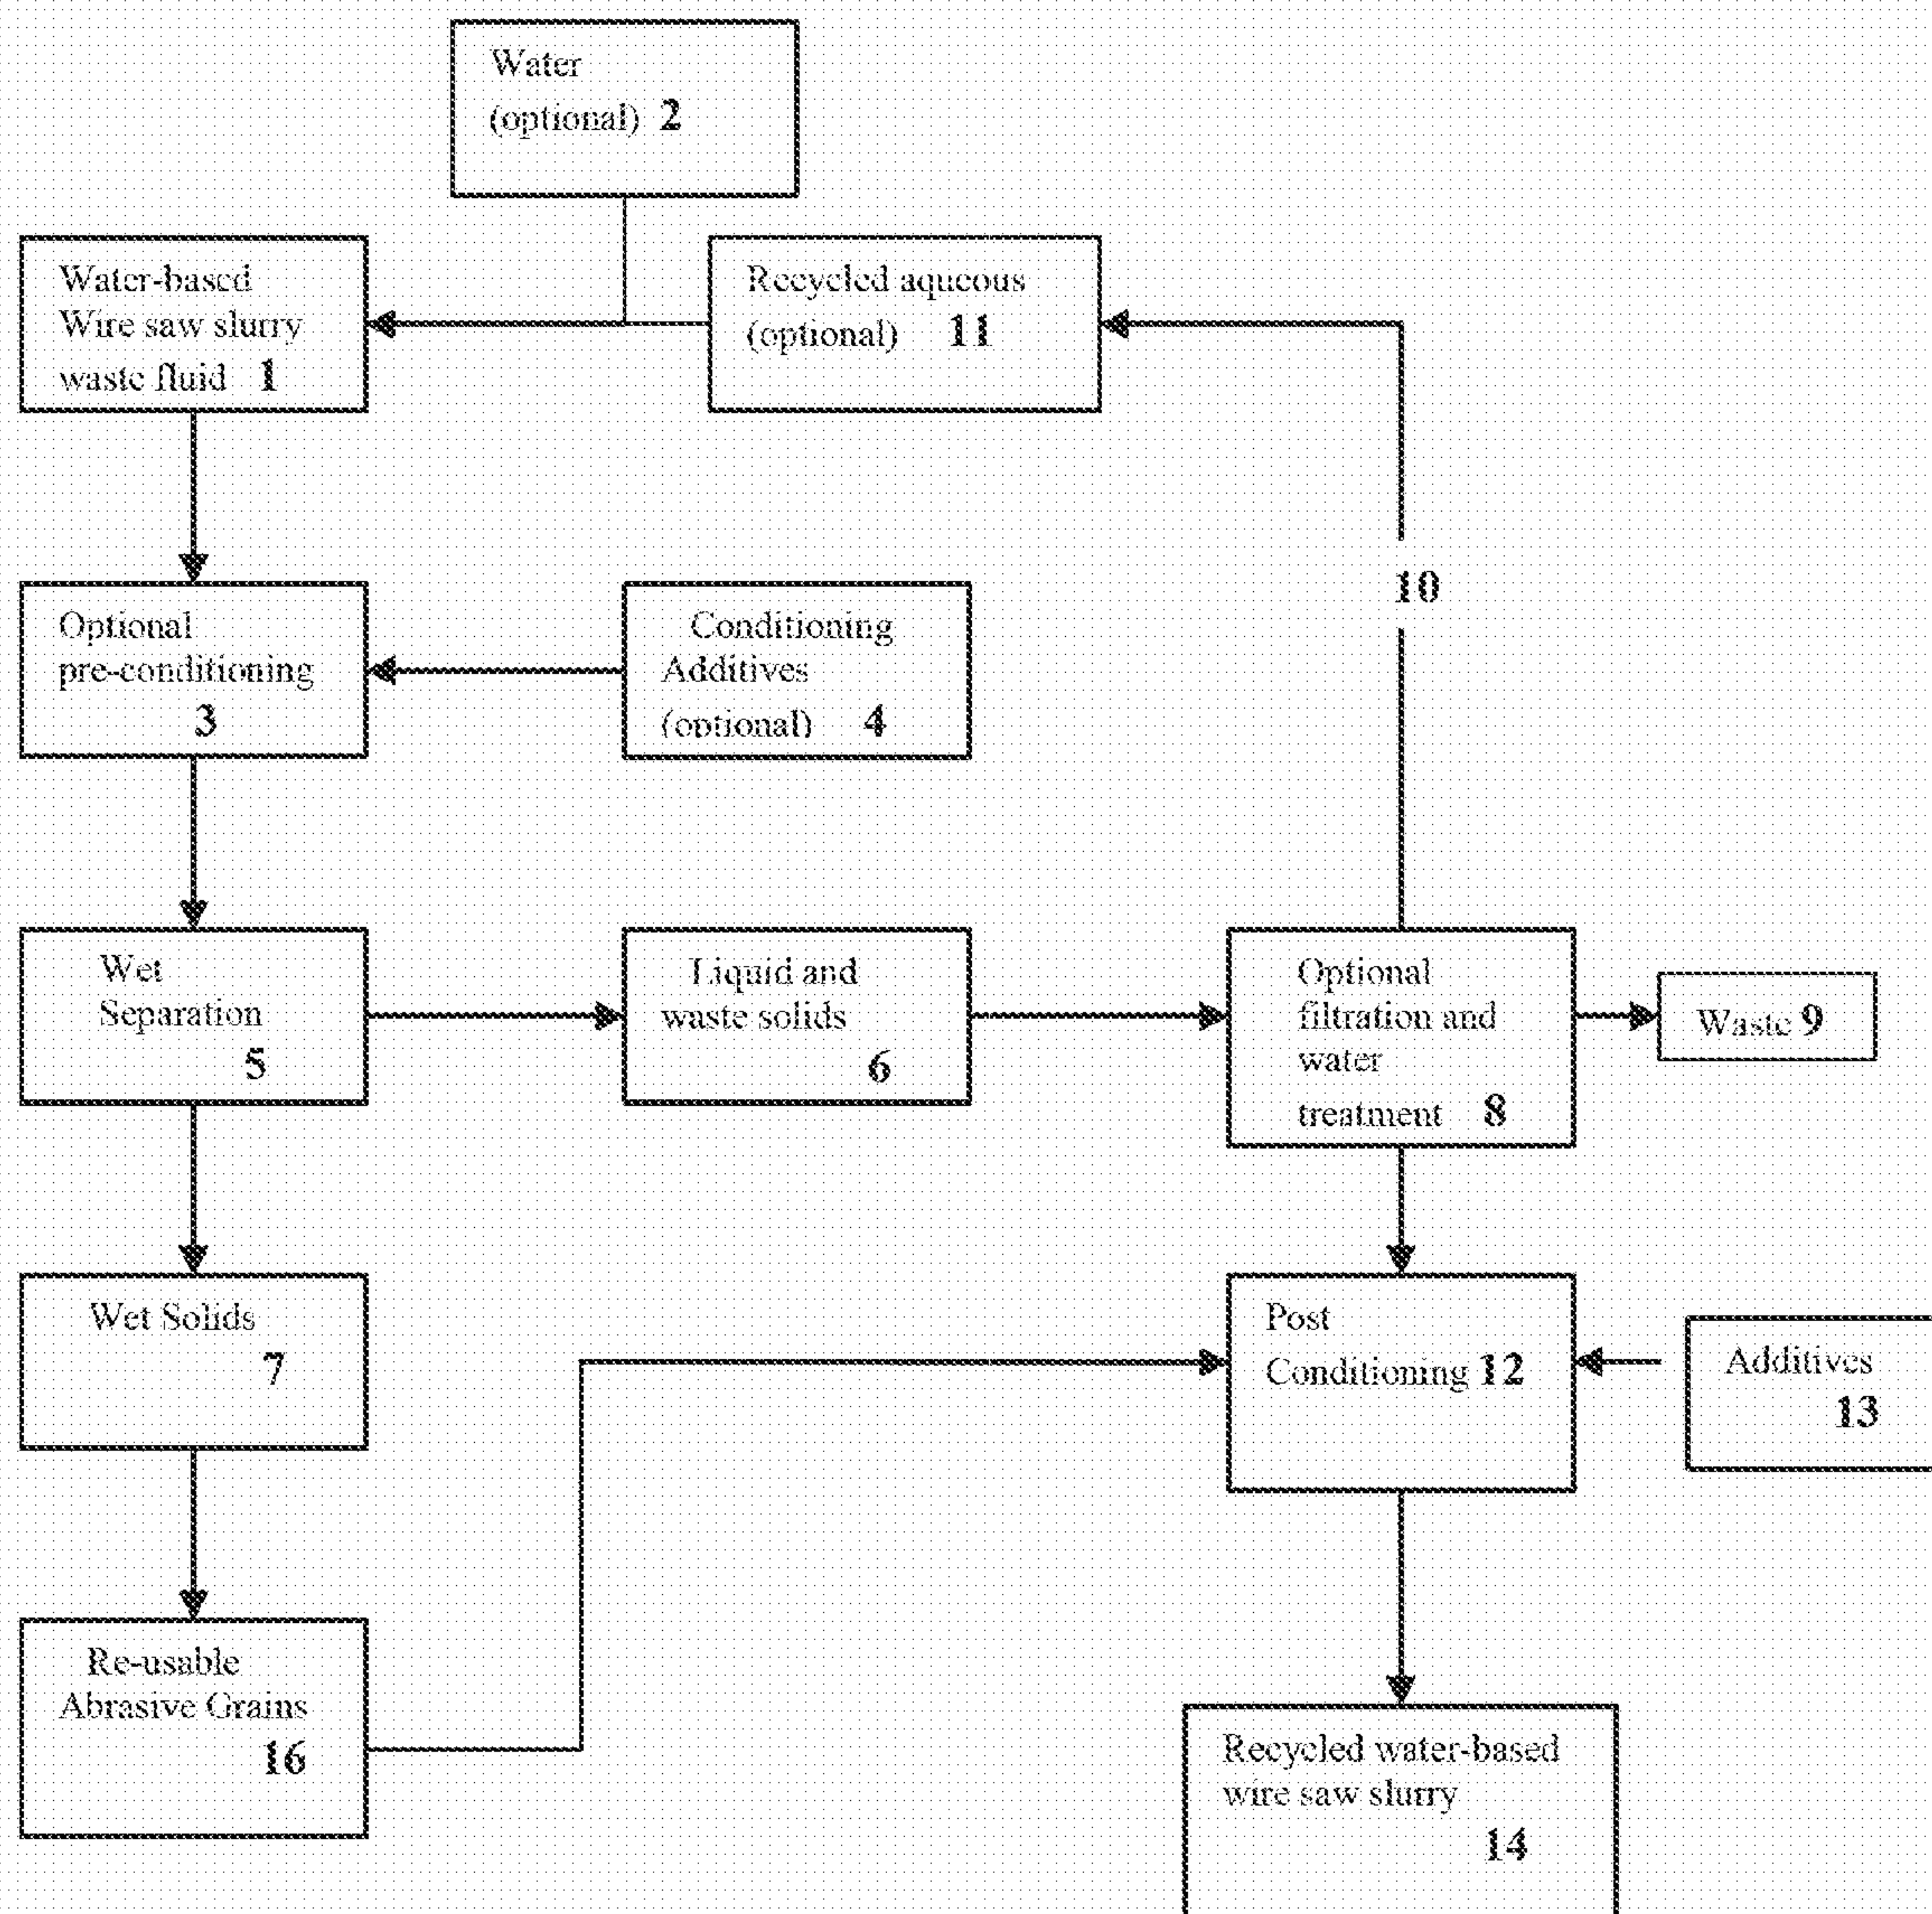 Water
(optional) 2
Water-based
Wire saw slurry
waste fluid 1
Recycled aqueous
(optional) 11
Optional
pre-conditioning
3
Conditioning
Additives
(optional) 4
10
Wet
Separation
5
Liquid and
waste solids
6
Optional
filtration and
water
treatment 8
Waste 9
Wet Solids
7
Post
Conditioning 12
Additives
13
Re-usable
Abrasive Grains
16
Recycled water-based
wire saw slurry
14